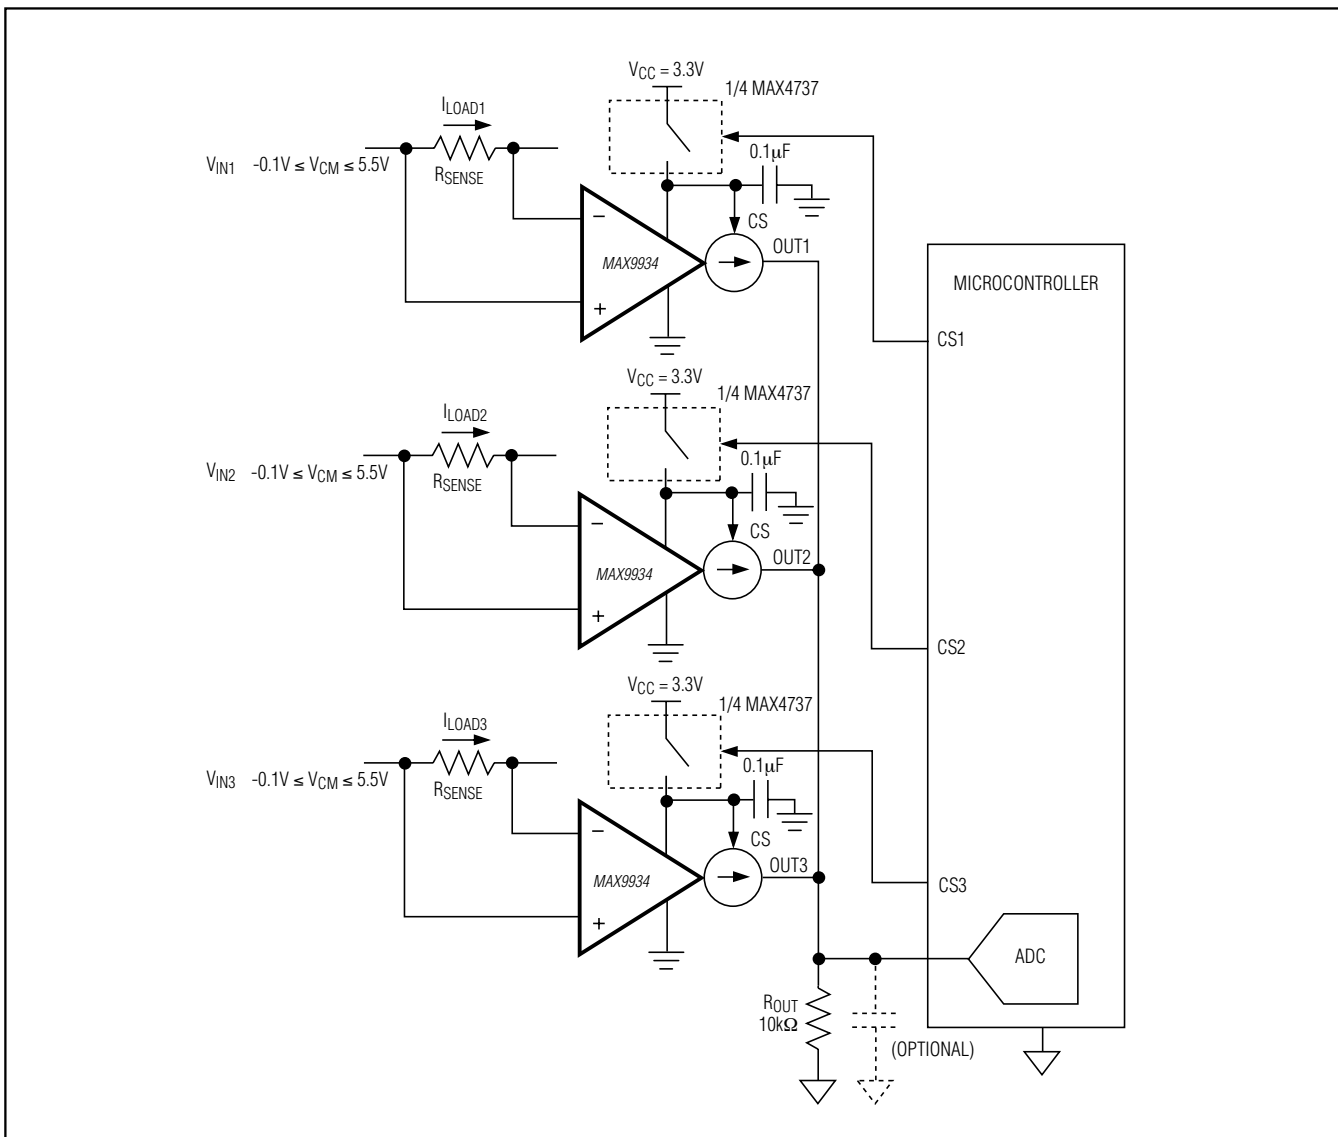 VCC = 3.3V
1/4 MAX4737
ILOAD1
0.1μF
VIN1 -0.1V ≤ VCM ≤ 5.5V
RSENSE
CS
−
OUT1
MAX9934
+
MICROCONTROLLER
CS1
VCC = 3.3V
1/4 MAX4737
ILOAD2
0.1μF
VIN2 -0.1V ≤ VCM ≤ 5.5V
RSENSE
CS
−
OUT2
MAX9934
+
CS2
VCC = 3.3V
1/4 MAX4737
ILOAD3
0.1μF
VIN3 -0.1V ≤ VCM ≤ 5.5V
RSENSE
CS
−
OUT3
MAX9934
CS3
+
ADC
ROUT
10kΩ
(OPTIONAL)